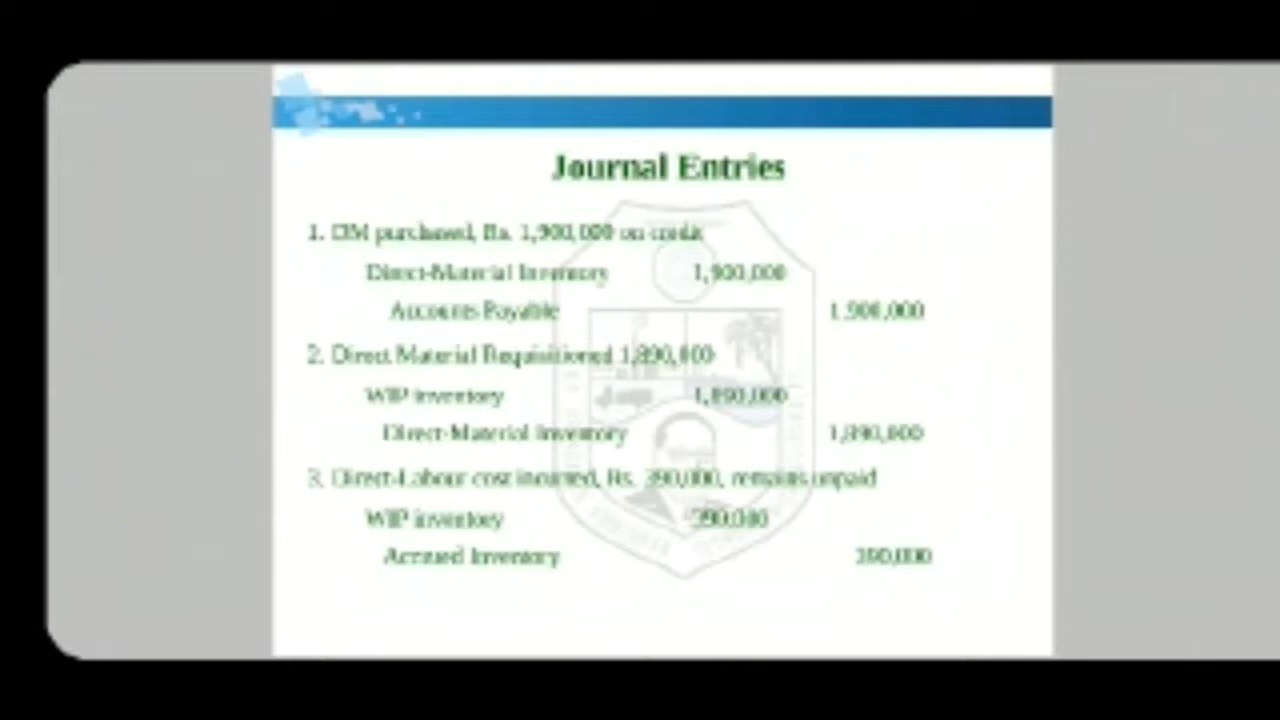 Journal Entries
1. DM purchased, Rs. 1,900,000 on credit
Direct-Material Inventory 1,900,000
Accounts Payable 1,900,000
2. Direct Material Requisitioned 1,890,000
WIP inventory 1,890,000
Direct-Material Inventory 1,890,000
3. Direct-Labour cost incurred, Rs. 390,000, remains unpaid
WIP inventory 390,000
Accrued Inventory 390,000